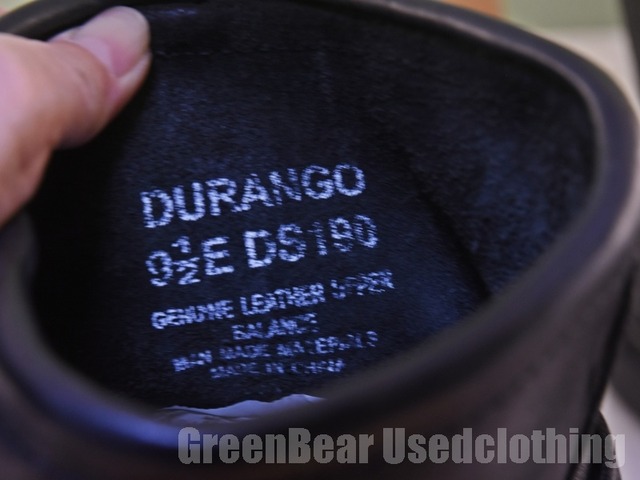 DURANGO
9½E DS190
GENUINE LEATHER UPPER
BALANCE
MAN MADE MATERIALS
MADE IN CHINA
GreenBear Usedclothing